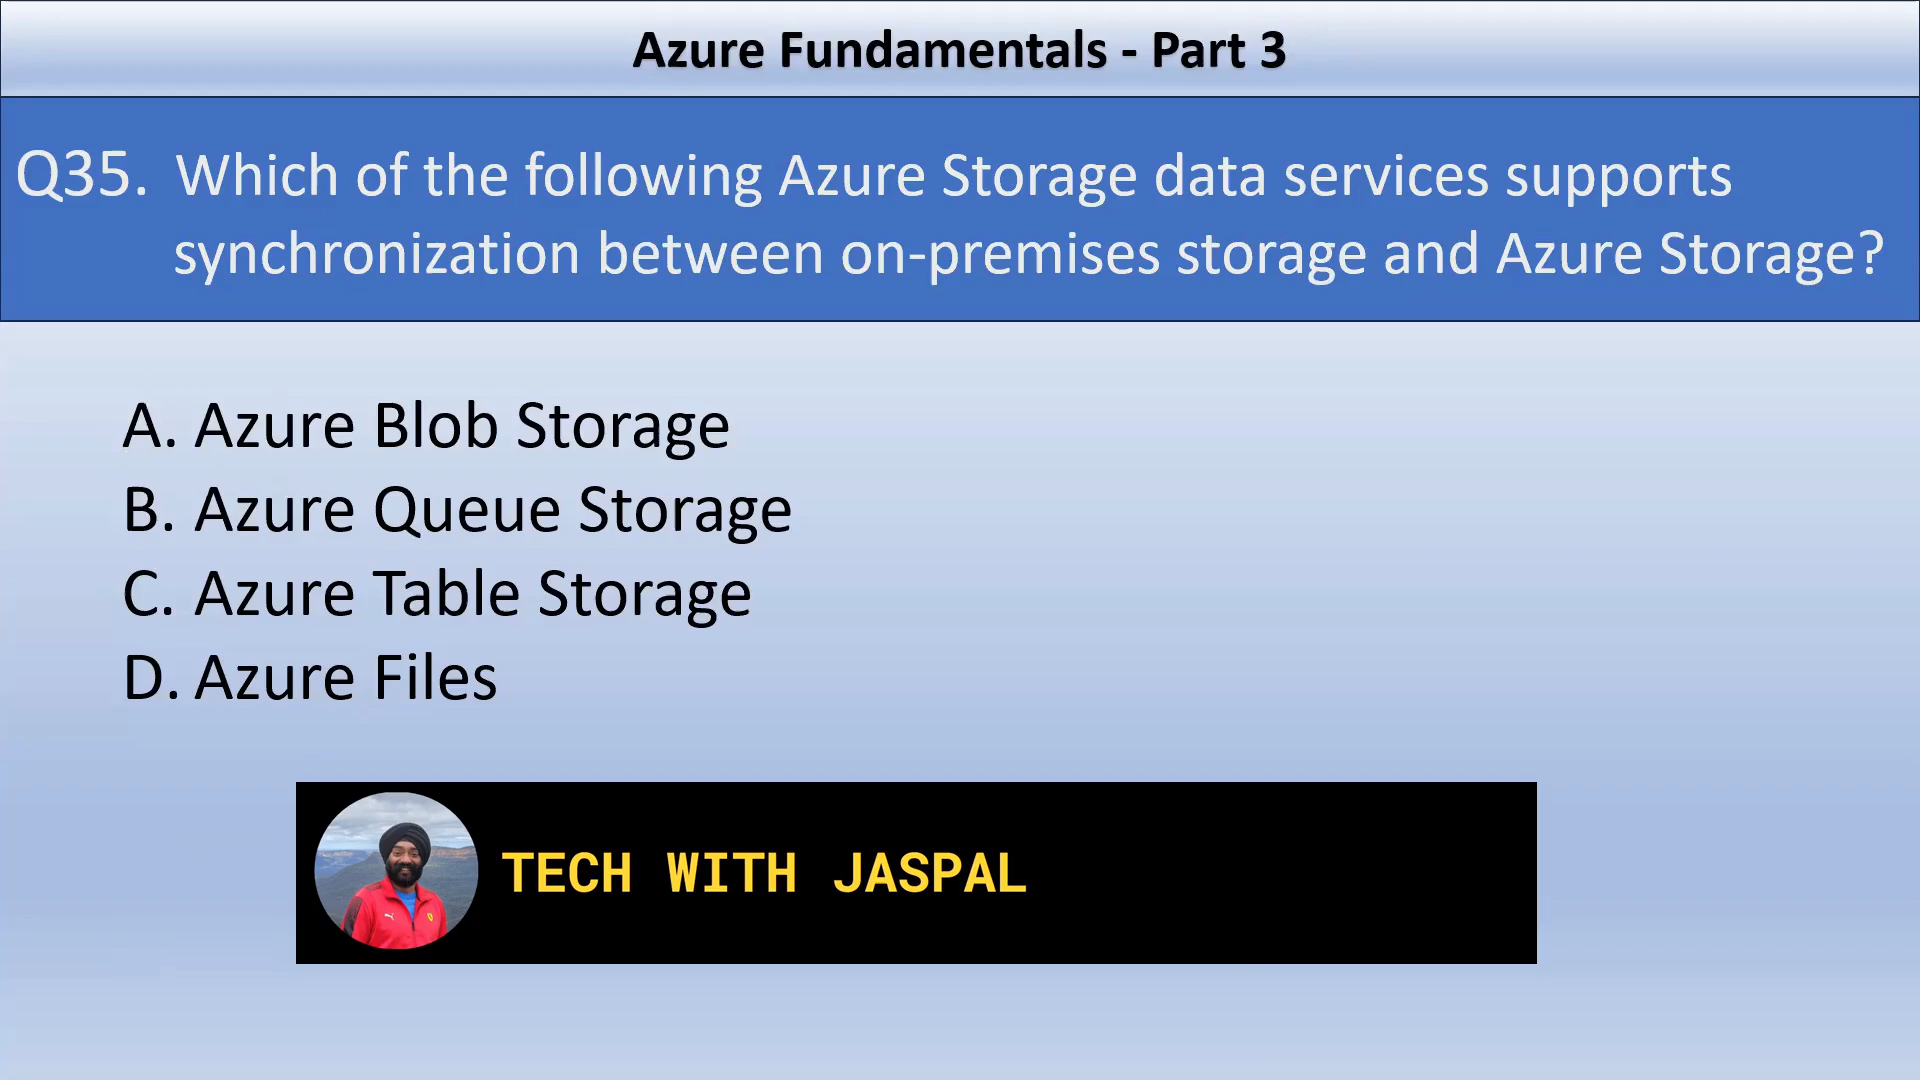 Azure Fundamentals - Part 3
Q35. Which of the following Azure Storage data services supports
synchronization between on-premises storage and Azure Storage?
A. Azure Blob Storage
B. Azure Queue Storage
C. Azure Table Storage
D. Azure Files
TECH WITH JASPAL